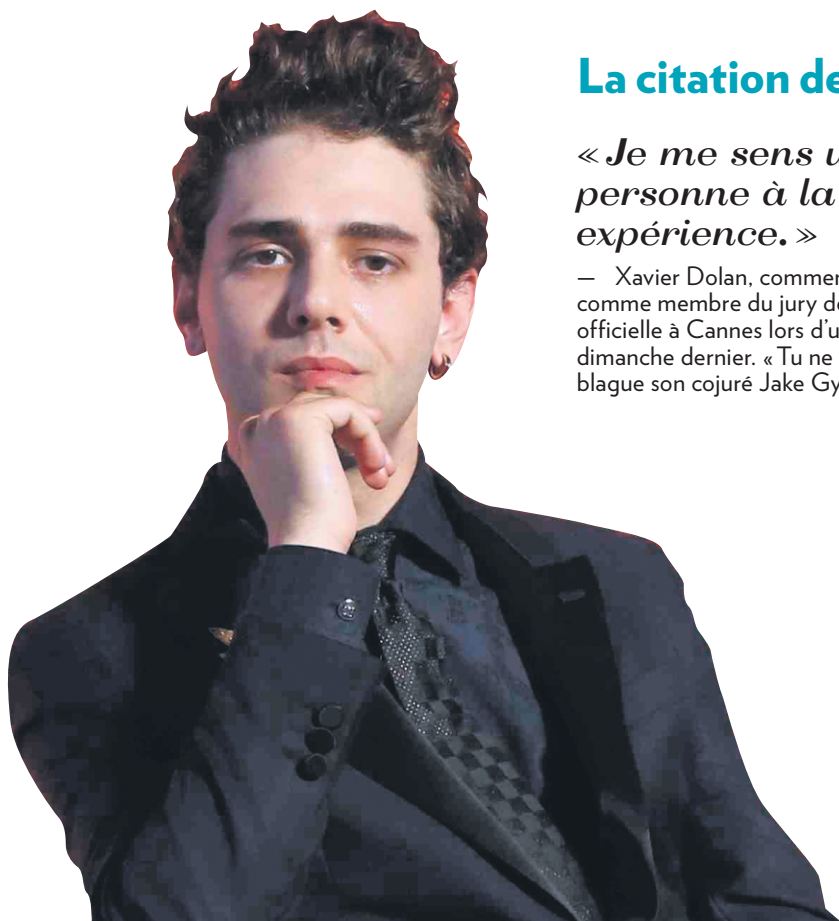 La citation de
« Je me sens
personne à la
expérience. »
— Xavier Dolan, commen
comme membre du jury de
officielle à Cannes lors d’u
dimanche dernier. « Tu ne
blague son cojuré Jake Gy